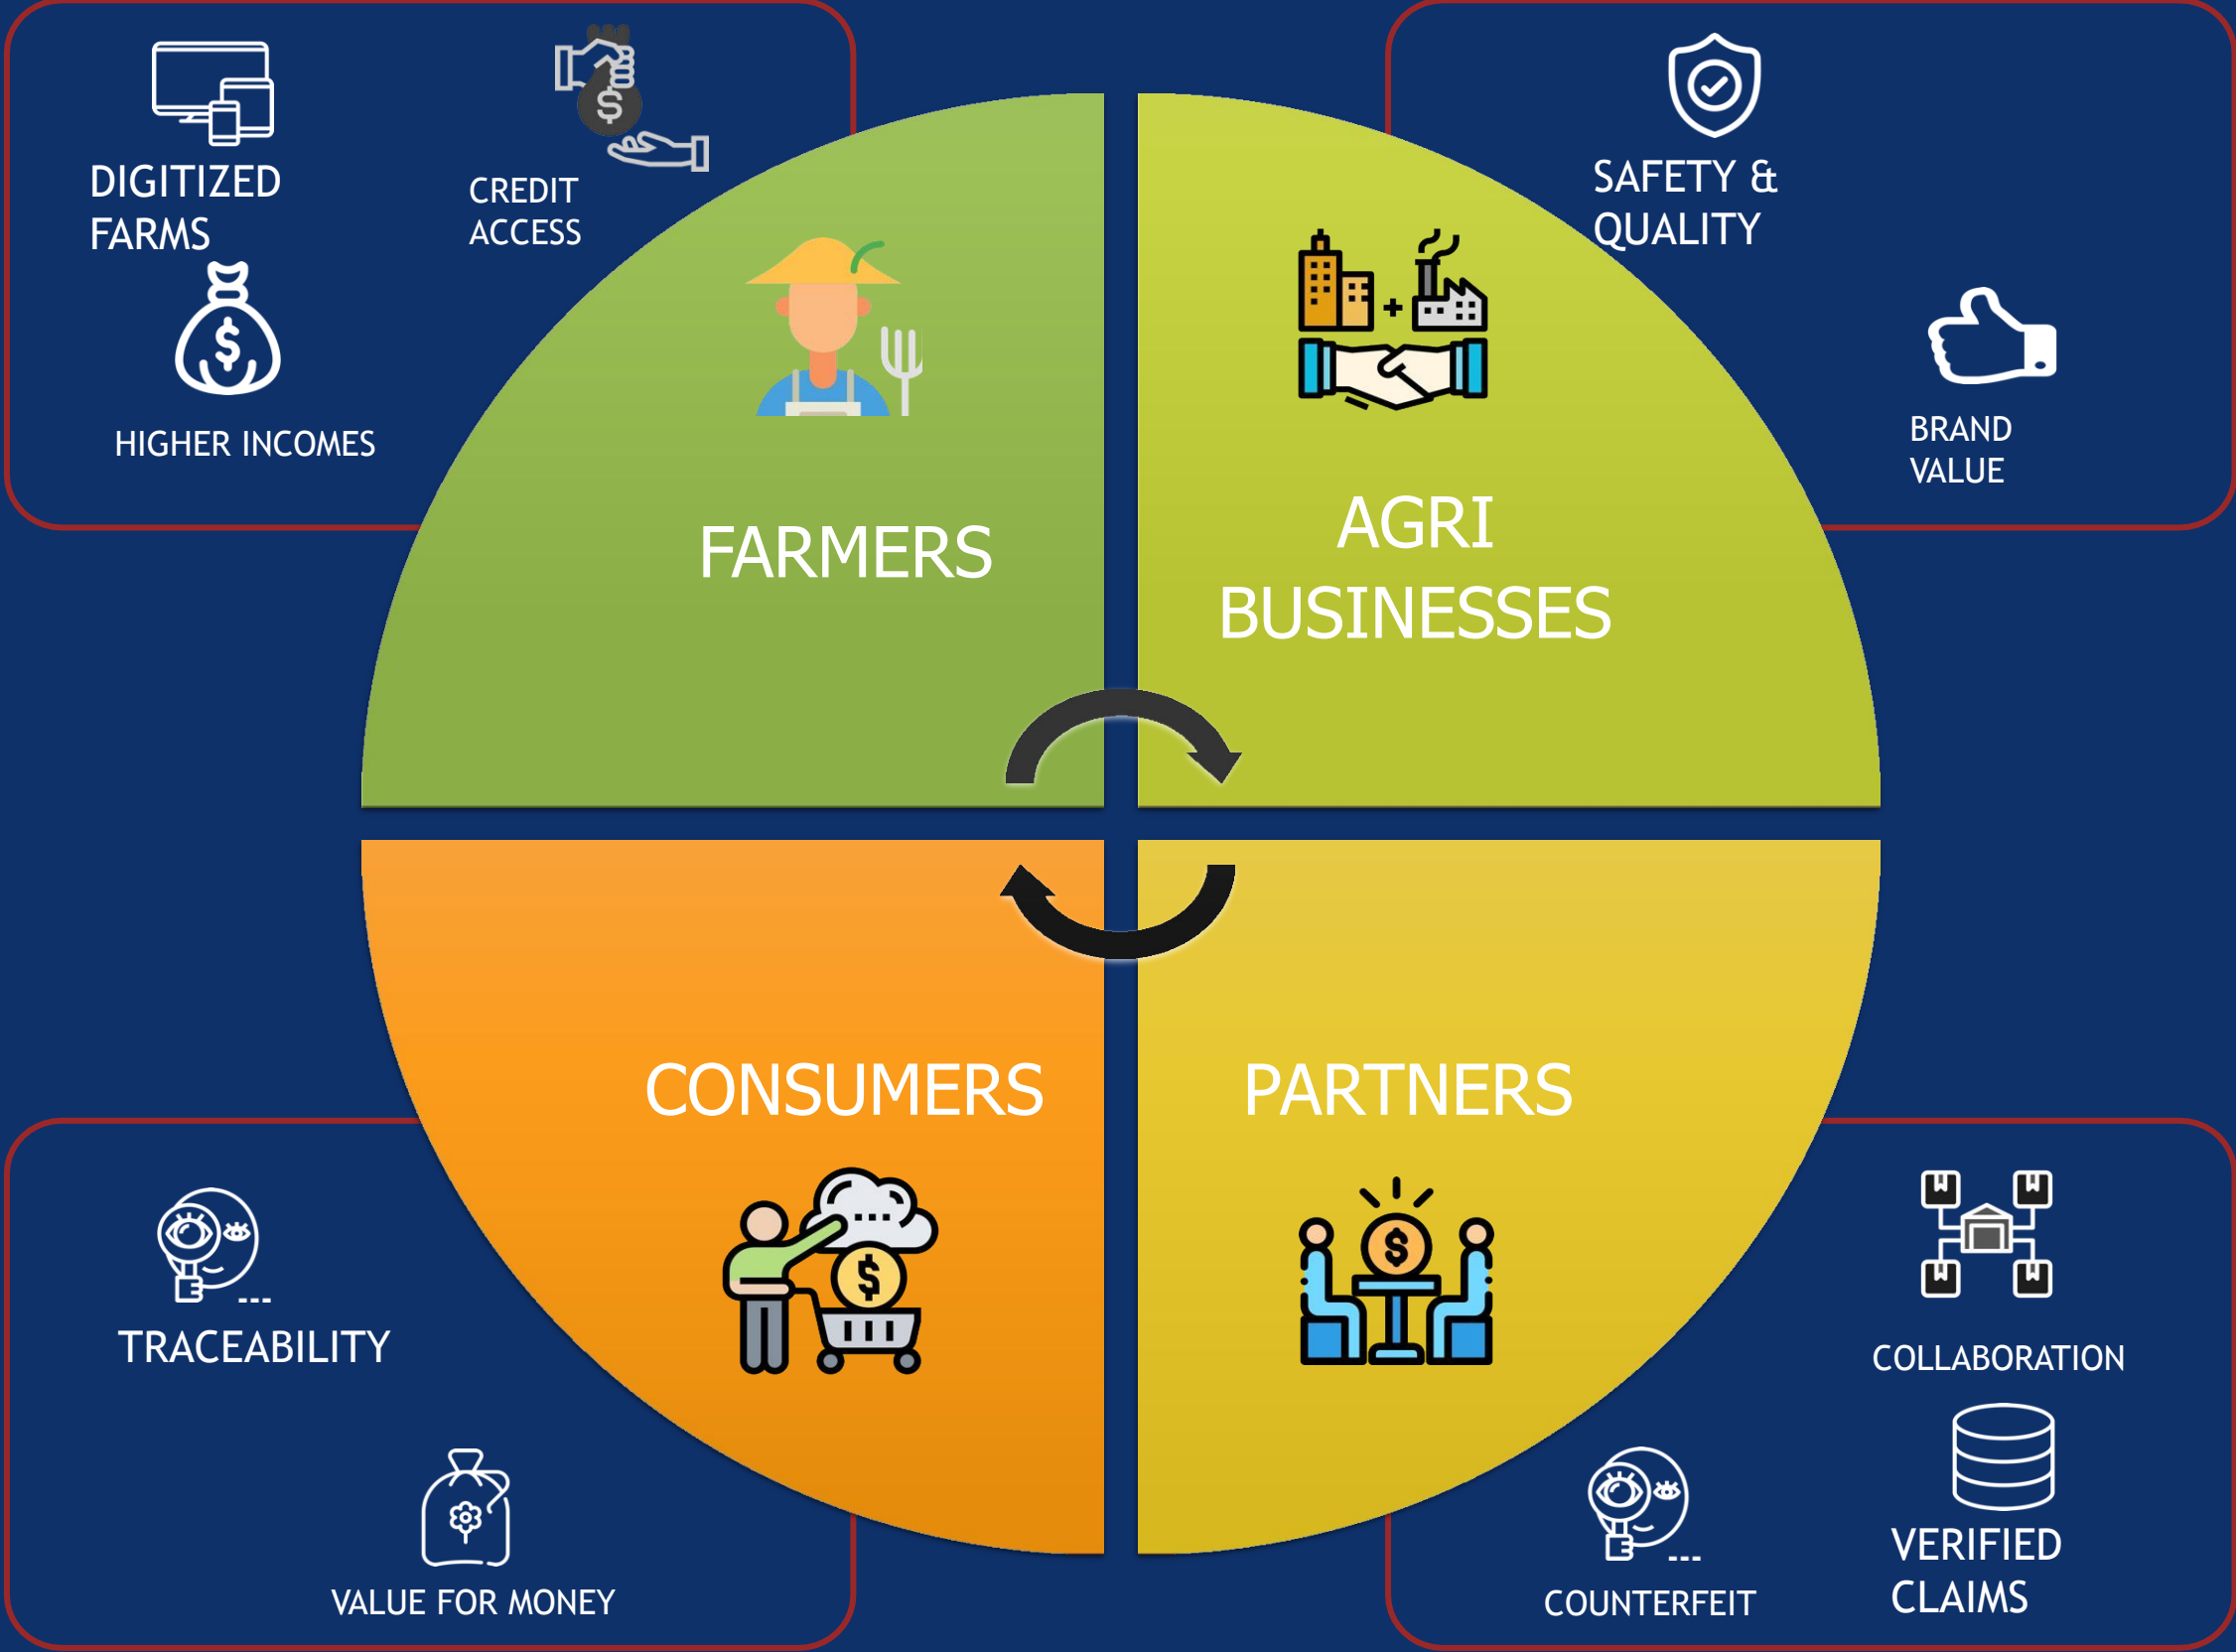 DIGITIZED
FARMS
CREDIT
ACCESS
HIGHER INCOMES
FARMERS
SAFETY &
QUALITY
BRAND
VALUE
AGRI
BUSINESSES
CONSUMERS
TRACEABILITY
VALUE FOR MONEY
PARTNERS
COLLABORATION
COUNTERFEIT
VERIFIED
CLAIMS